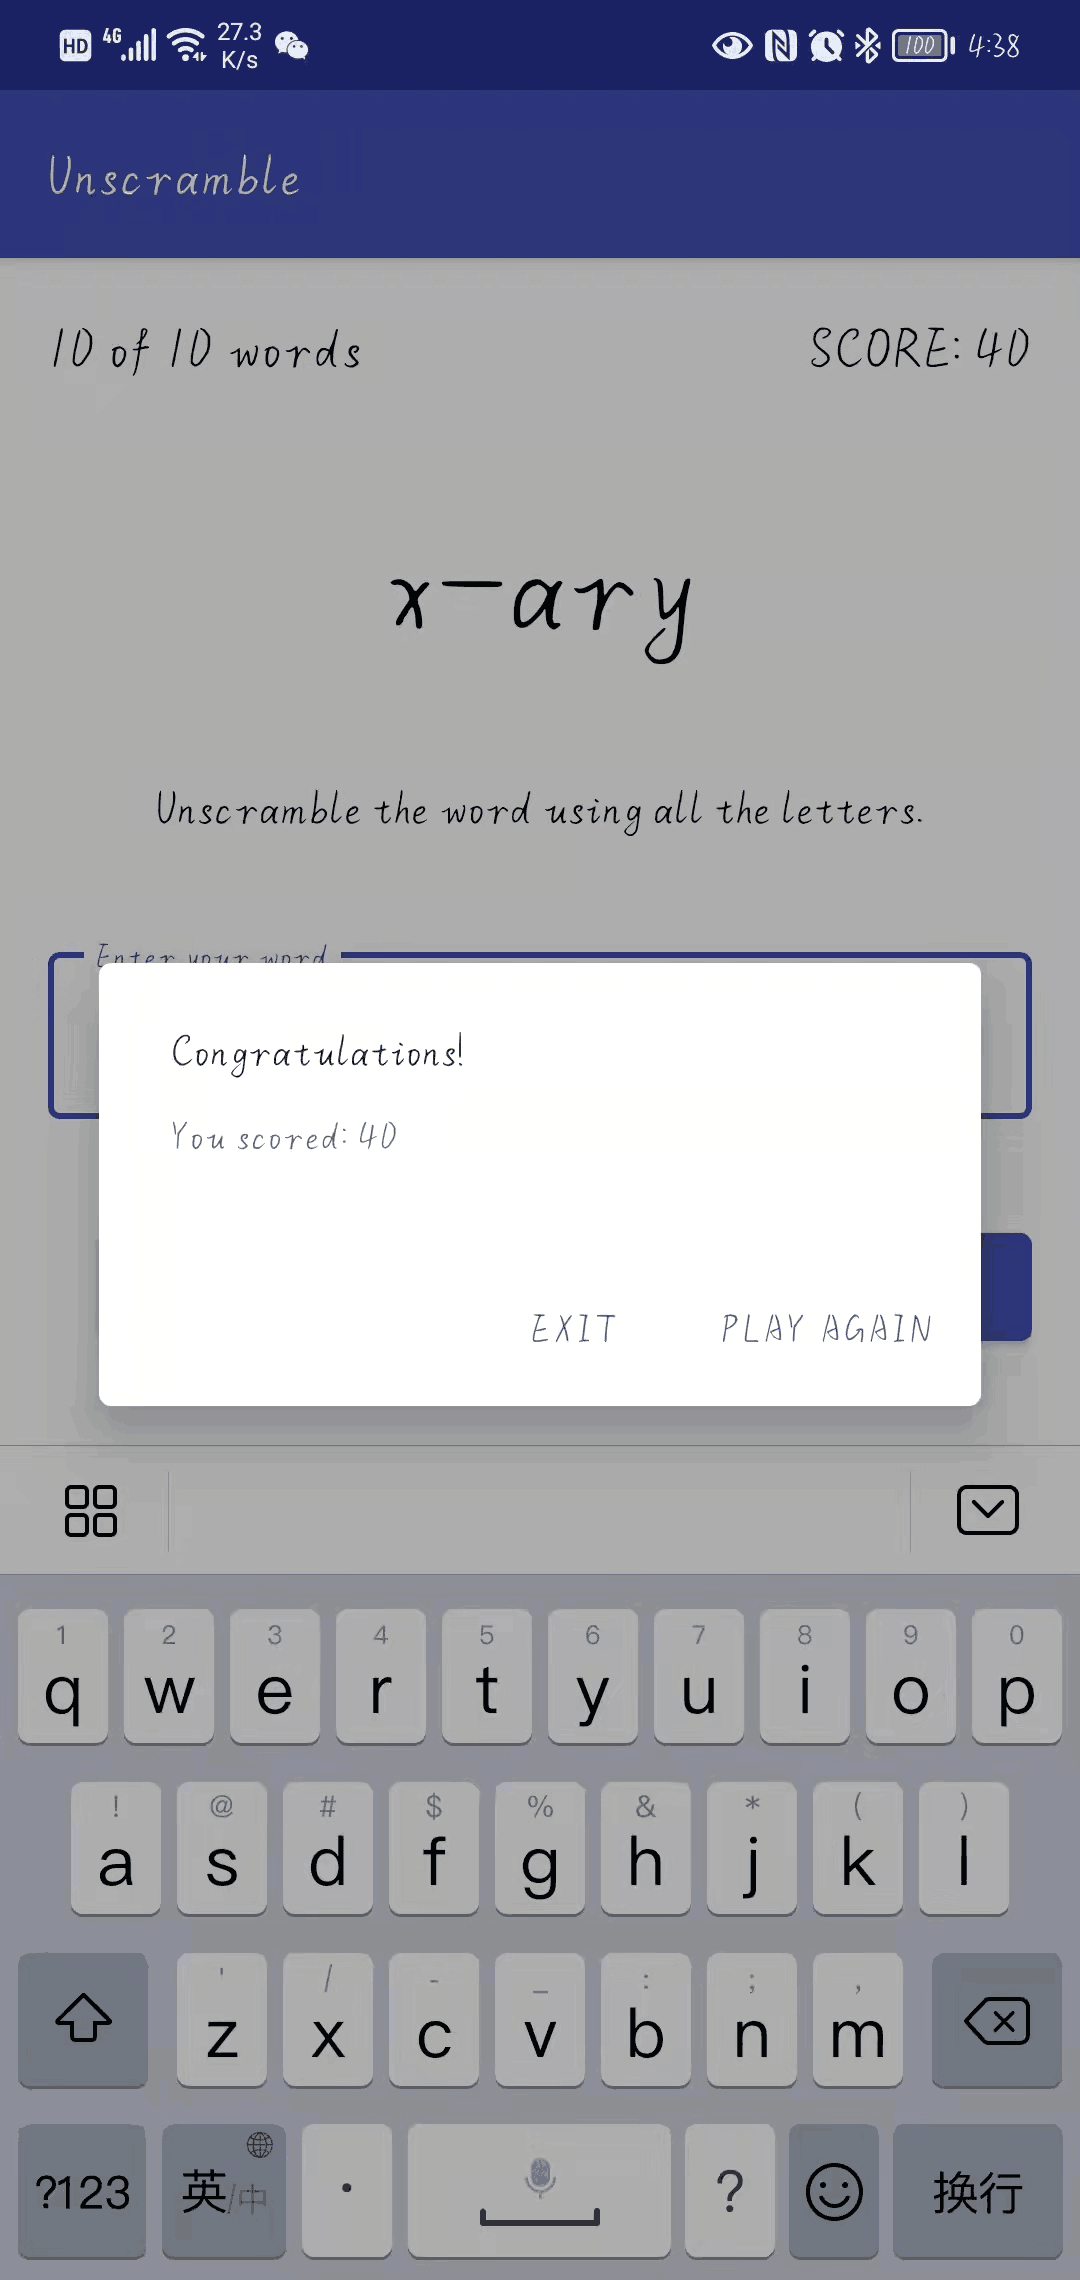 HD 4G 27.3 K/s 100 4:38
Unscramble
10 of 10 words
SCORE: 40
x-ary
Unscramble the word using all the letters.
Enter your word
Congratulations!
You scored: 40
EXIT PLAY AGAIN
1 2 3 4 5 6 7 8 9 0
q w e r t y u i o p
! @ # $ % & * ( )
a s d f g h j k l
' / - _ : ; ,
z x c v b n m
?123 英/中 · ? 换行